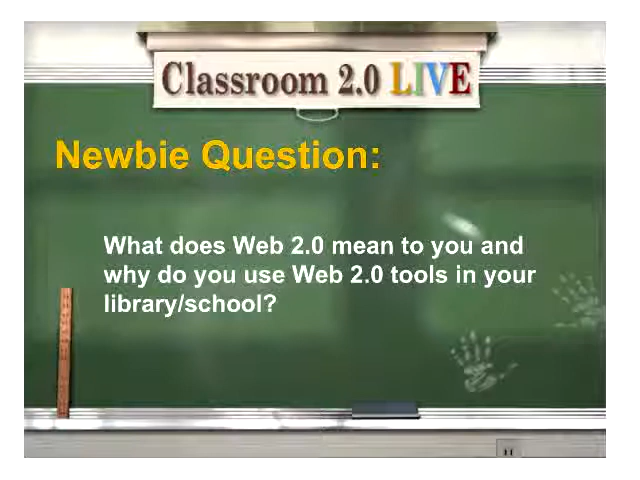 Classroom 2.0 LIVE
Newbie Question:
What does Web 2.0 mean to you and
why do you use Web 2.0 tools in your
library/school?